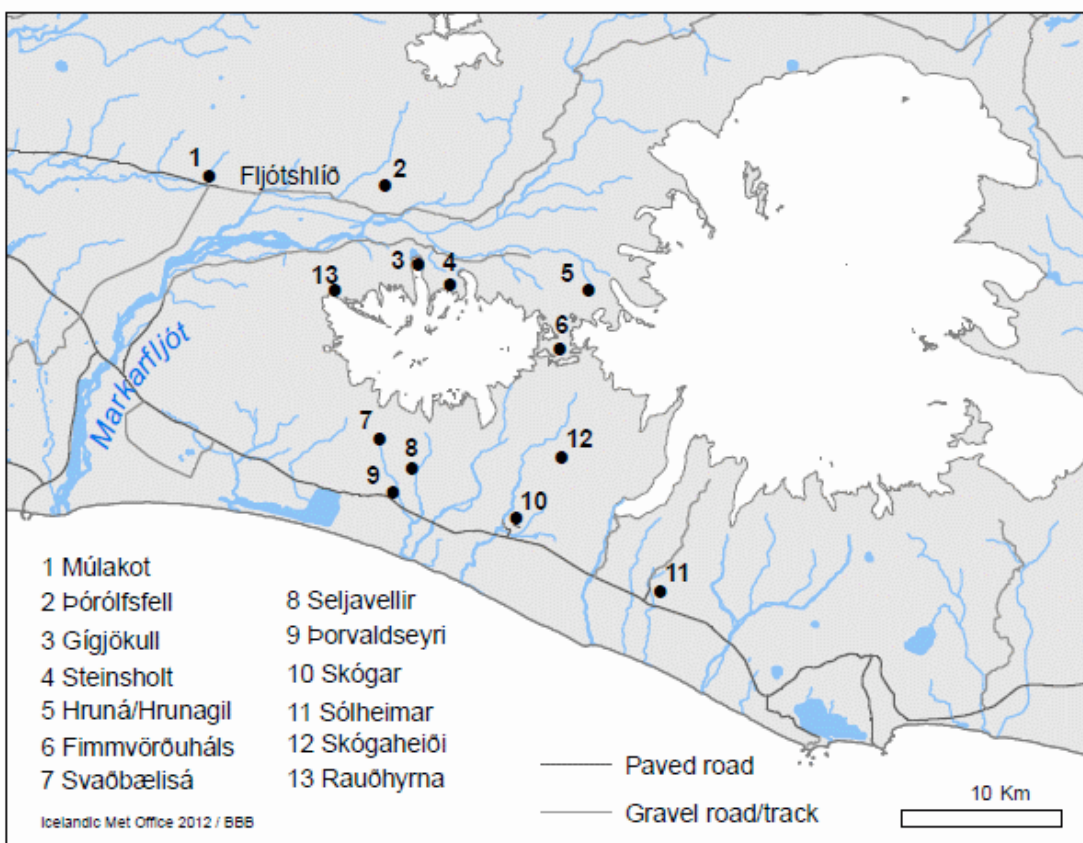 1
Fljótshlíð
2
3
4
5
13
6
Markarfljót
7
8
12
9
10
11
1 Múlakot
2 Þórólfsfell
3 Gígjökull
4 Steinsholt
5 Hruná/Hrunagil
6 Fimmvörðuháls
7 Svaðbælisá
8 Seljavellir
9 Þorvaldseyri
10 Skógar
11 Sólheimar
12 Skógaheiði
13 Rauðhyrna
Paved road
Gravel road/track
10 Km
Icelandic Met Office 2012 / BBB